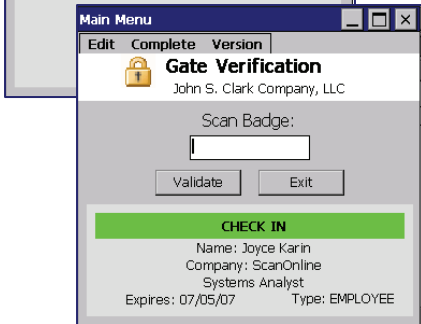 Main Menu
Edit Complete Version
Gate Verification
John S. Clark Company, LLC
Scan Badge:
Validate Exit
CHECK IN
Name: Joyce Karin
Company: ScanOnline
Systems Analyst
Expires: 07/05/07 Type: EMPLOYEE